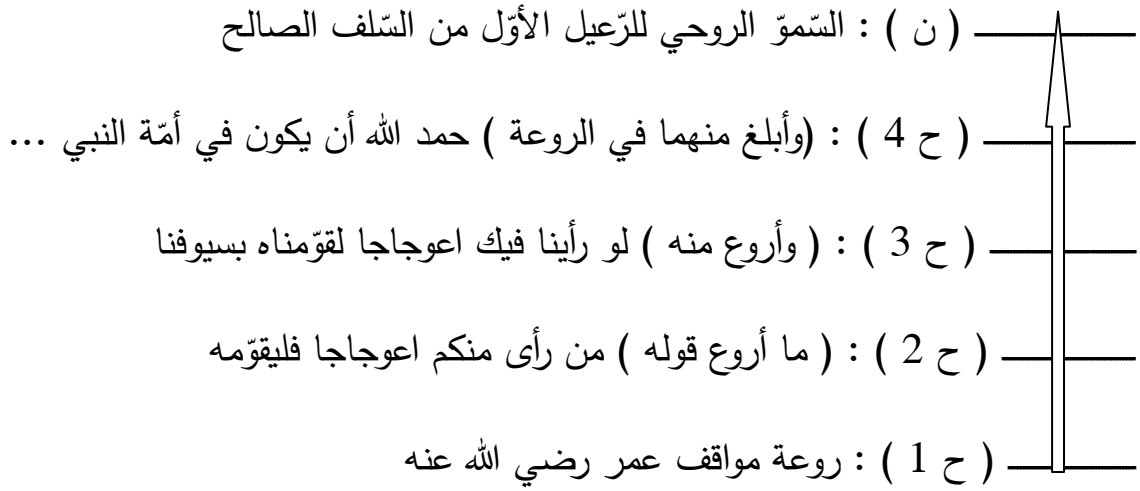 ( ن ) : السّموّ الروحي للرّعيل الأوّل من السّلف الصالح
( ح 4 ) : (وأبلغ منهما في الروعة ) حمد الله أن يكون في أمّة النبي ...
( ح 3 ) : ( وأروع منه ) لو رأينا فيك اعوجاجا لقوّمناه بسيوفنا
( ح 2 ) : ( ما أروع قوله ) من رأى منكم اعوجاجا فليقوّمه
( ح 1 ) : روعة مواقف عمر رضي الله عنه